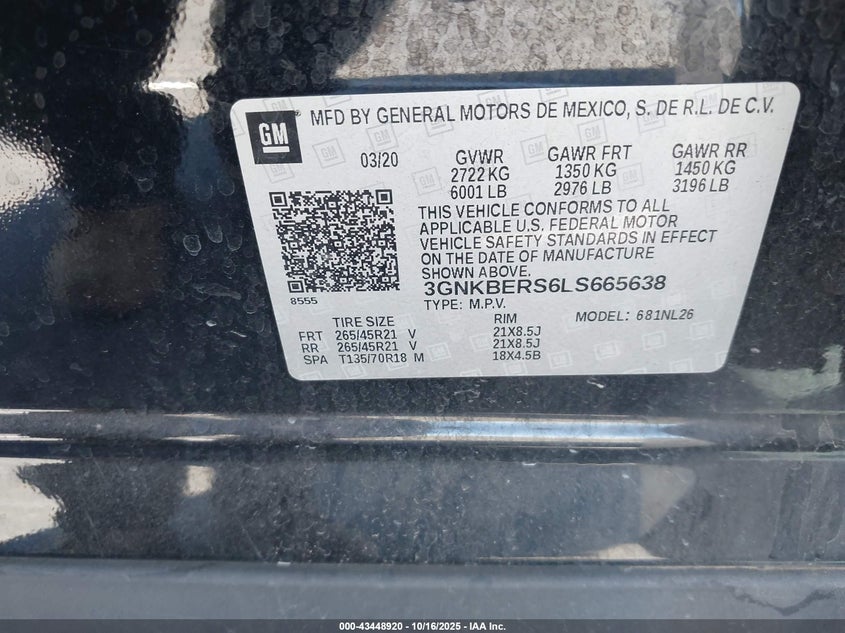 GM
MFD BY GENERAL MOTORS DE MEXICO, S. DE R.L. DE C.V.
03/20 GVWR GAWR FRT GAWR RR
2722 KG 1350 KG 1450 KG
6001 LB 2976 LB 3196 LB
THIS VEHICLE CONFORMS TO ALL
APPLICABLE U.S. FEDERAL MOTOR
VEHICLE SAFETY STANDARDS IN EFFECT
ON THE DATE OF MANUFACTURE
SHOWN ABOVE.
3GNKBERS6LS665638
8555
TYPE: M.P.V.
TIRE SIZE RIM MODEL: 681NL26
FRT 265/45R21 V 21X8.5J
RR 265/45R21 V 21X8.5J
SPA T135/70R18 M 18X4.5B
000-43448920 - 10/16/2025 - IAA Inc.